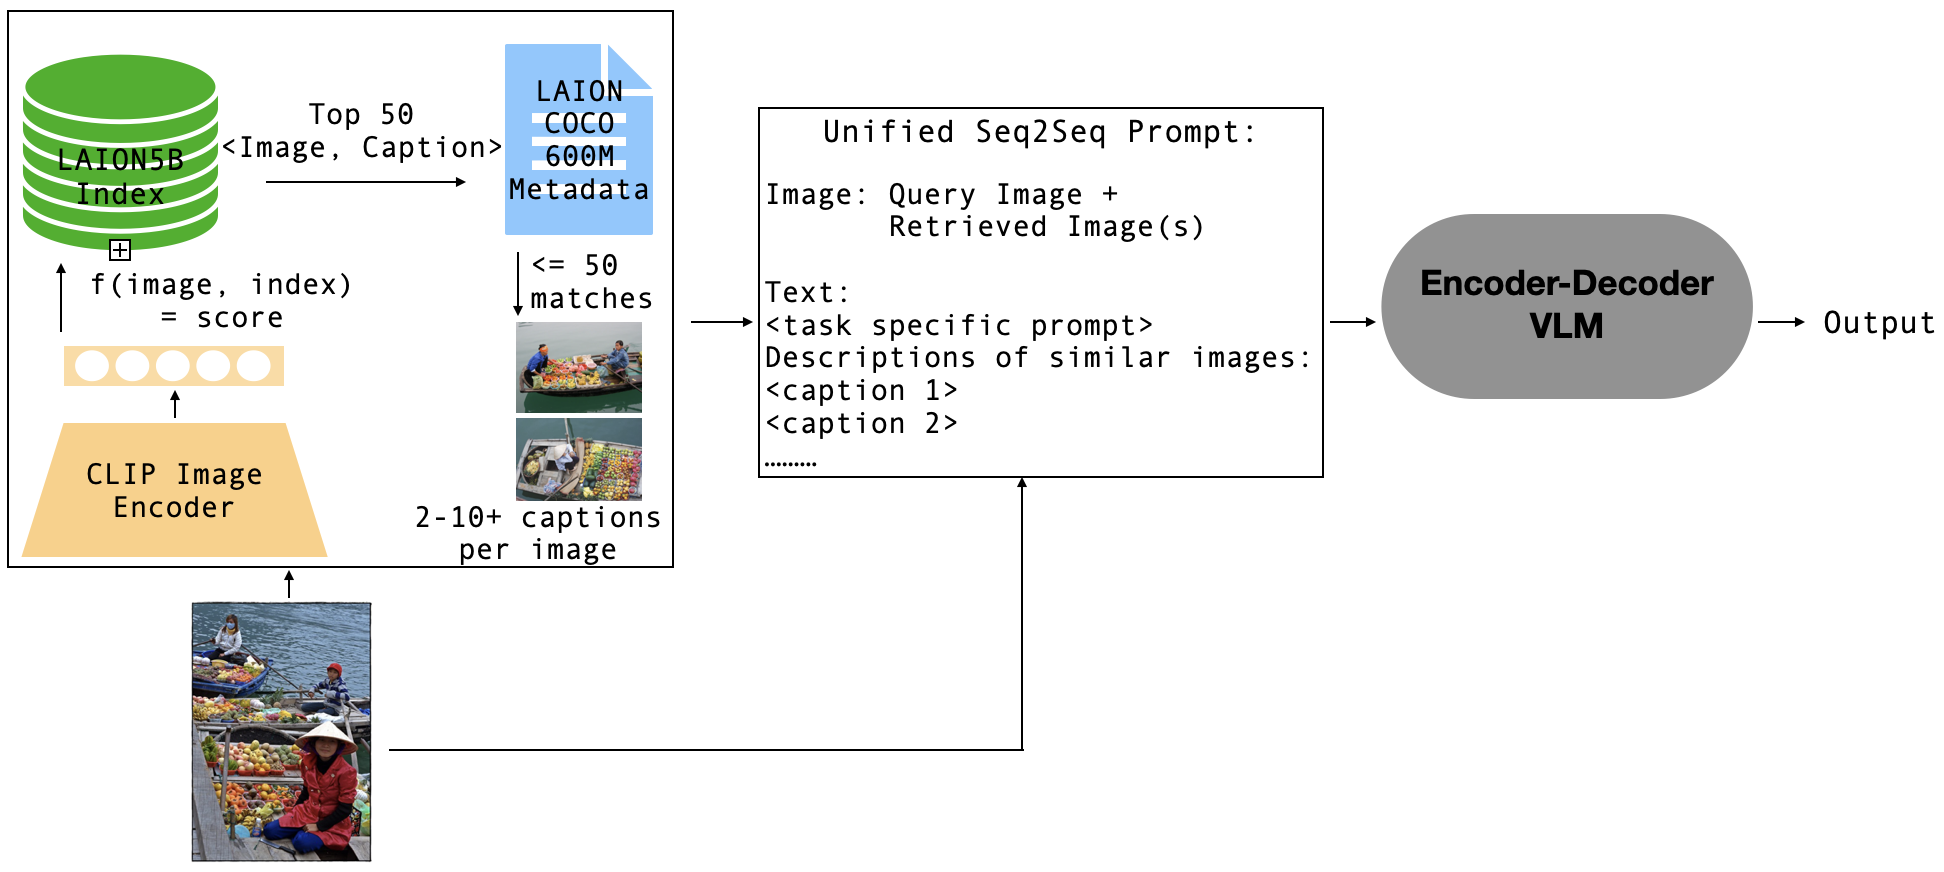 LAION5B
Index
Top 50
<Image, Caption>
LAION
COCO
600M
Metadata
f(image, index)
= score
<= 50
matches
CLIP Image
Encoder
2-10+ captions
per image
Unified Seq2Seq Prompt:
Image: Query Image +
Retrieved Image(s)
Text:
<task specific prompt>
Descriptions of similar images:
<caption 1>
<caption 2>
.........
Encoder-Decoder
VLM
Output